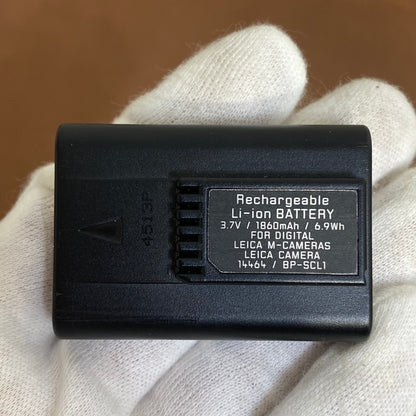 4513P
Rechargeable
Li-ion BATTERY
3.7V / 1860mAh / 6.9Wh
FOR DIGITAL
LEICA M-CAMERAS
LEICA CAMERA
14464 / BP-SCL1